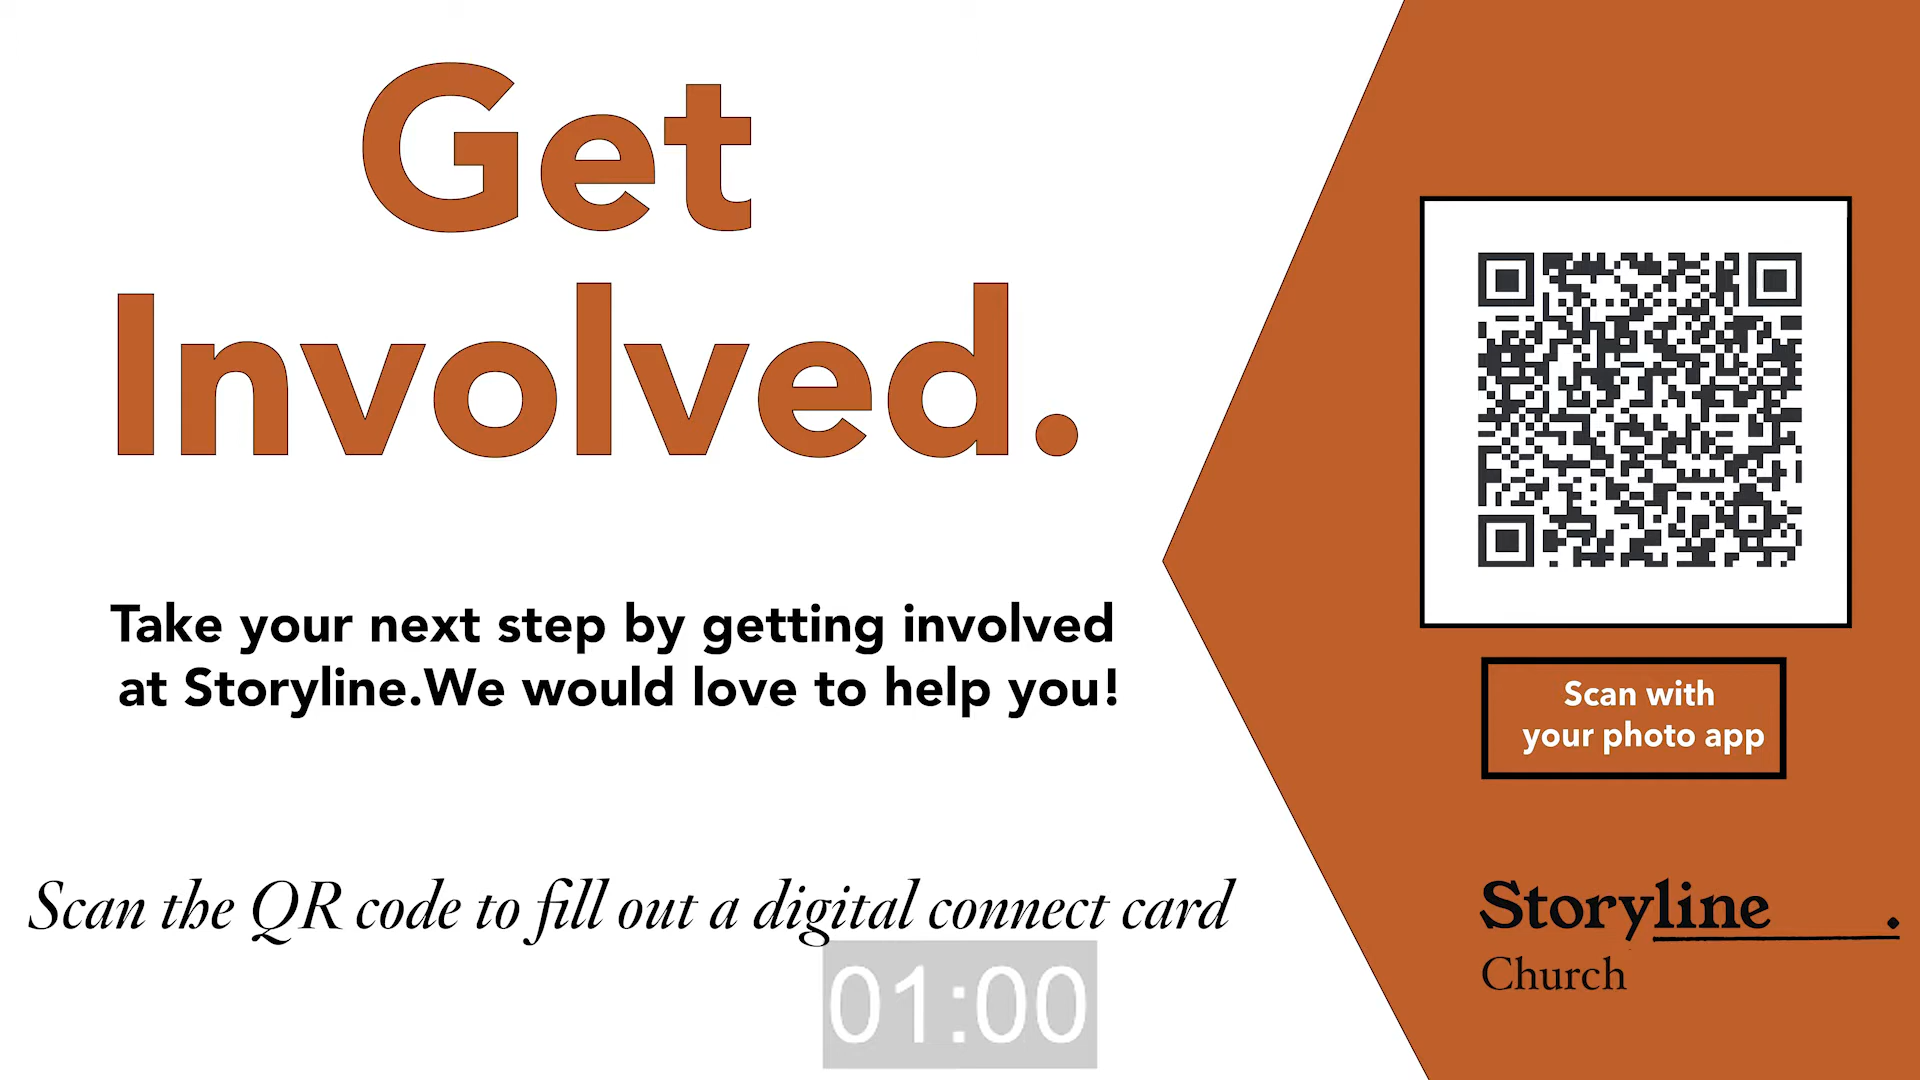 Get
Involved.
Take your next step by getting involved
at Storyline.We would love to help you!
Scan the QR code to fill out a digital connect card
01:00
Scan with
your photo app
Storyline .
Church